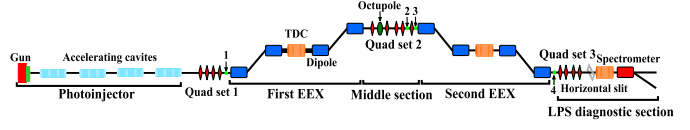 Octupole
2 3
TDC
Quad set 2
Gun
Accelerating cavites
1
Dipole
Quad set 3
Spectrometer
Quad set 1
4
Horizontal slit
Photoinjector
First EEX
Middle section
Second EEX
LPS diagnostic section